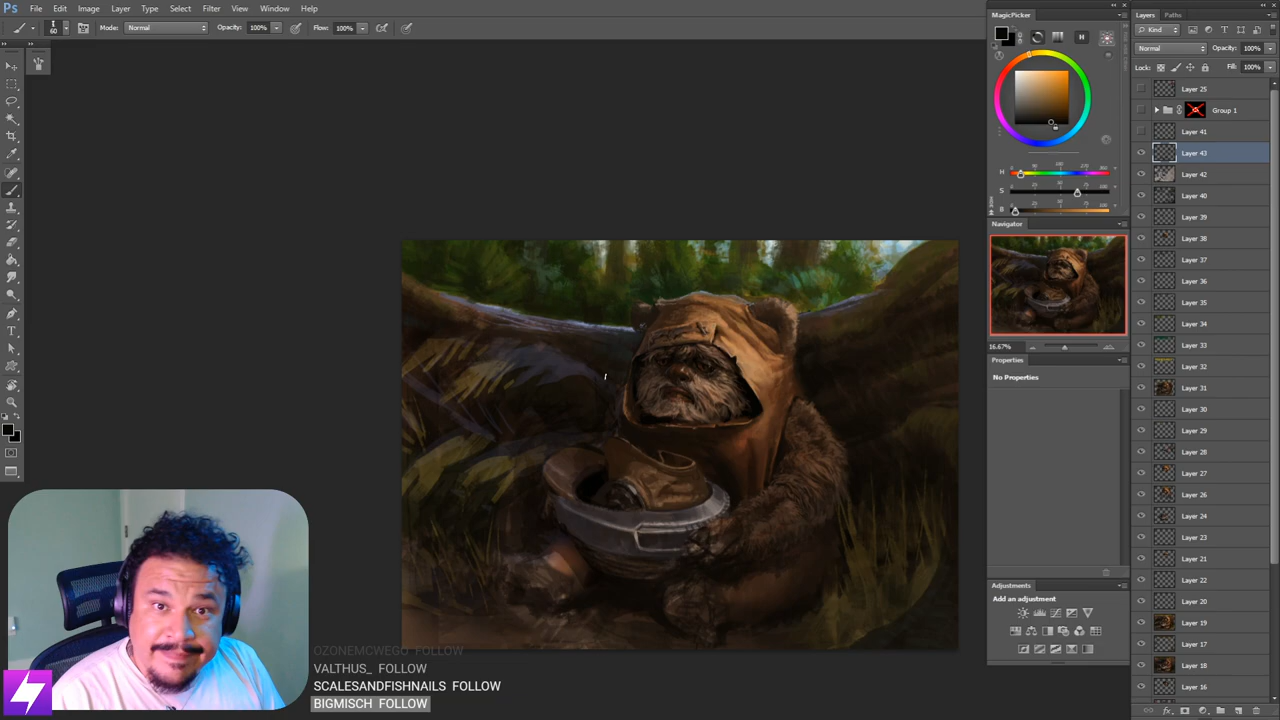 Ps File Edit Image Layer Type Select Filter 3D View Window Help
60 Mode: Normal Opacity: 100% Flow: 100%
MagicPicker
H
H
S
B
Navigator
16.67%
Properties
No Properties
Adjustments
Add an adjustment
Layers Paths
Kind
Normal Opacity: 100%
Lock: Fill: 100%
Layer 25
Group 1
Layer 41
Layer 43
Layer 42
Layer 40
Layer 39
Layer 38
Layer 37
Layer 36
Layer 35
Layer 34
Layer 33
Layer 32
Layer 31
Layer 30
Layer 29
Layer 28
Layer 27
Layer 26
Layer 24
Layer 23
Layer 21
Layer 22
Layer 20
Layer 19
Layer 17
Layer 18
Layer 16
OZONEMCWEGO FOLLOW
VALTHUS_ FOLLOW
SCALESANDFISHNAILS FOLLOW
BIGMISCH FOLLOW